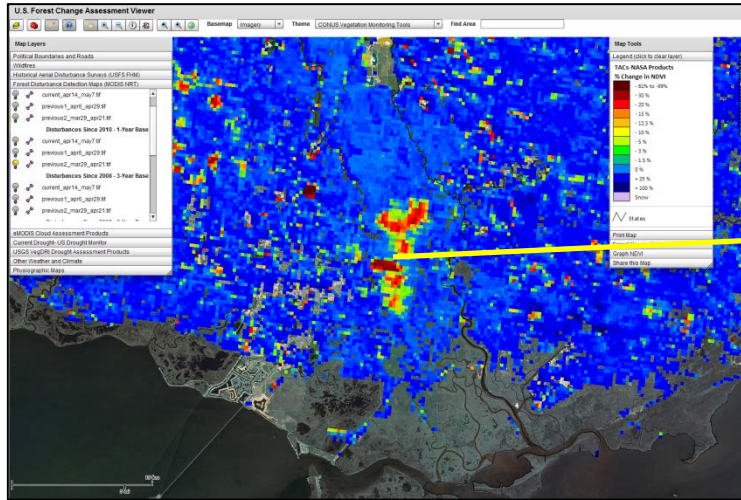 U.S. Forest Change Assessment Viewer
Basemap Imagery Theme CONUS Vegetation Monitoring Tools Find Area
Map Layers
Political Boundaries and Roads
Wildfires
Historical Aerial Disturbance Surveys (USFS FHM)
Forest Disturbance Detection Maps (MODIS NRT)
current_apr14_may7.tif
previous1_apr6_apr29.tif
previous2_mar29_apr21.tif
Disturbances Since 2010 - 1-Year Base
current_apr14_may7.tif
previous1_apr6_apr29.tif
previous2_mar29_apr21.tif
Disturbances Since 2008 - 3-Year Base
current_apr14_may7.tif
previous1_apr6_apr29.tif
previous2_mar29_apr21.tif
eMODIS Cloud Assessment Products
Current Drought- US Drought Monitor
USGS VegDRI Drought Assessment Products
Other Weather and Climate
Physiographic Maps
Map Tools
Legend (click to clear layer)
TACs-NASA Products
% Change in NDVI
- 61% to -99%
- 30 %
- 20 %
- 15 %
- 12.5 %
- 10 %
- 5 %
- 3 %
- 1.5 %
0 %
+ 25 %
+ 100 %
Snow
States
Print Map
Graph NDVI
Share this Map